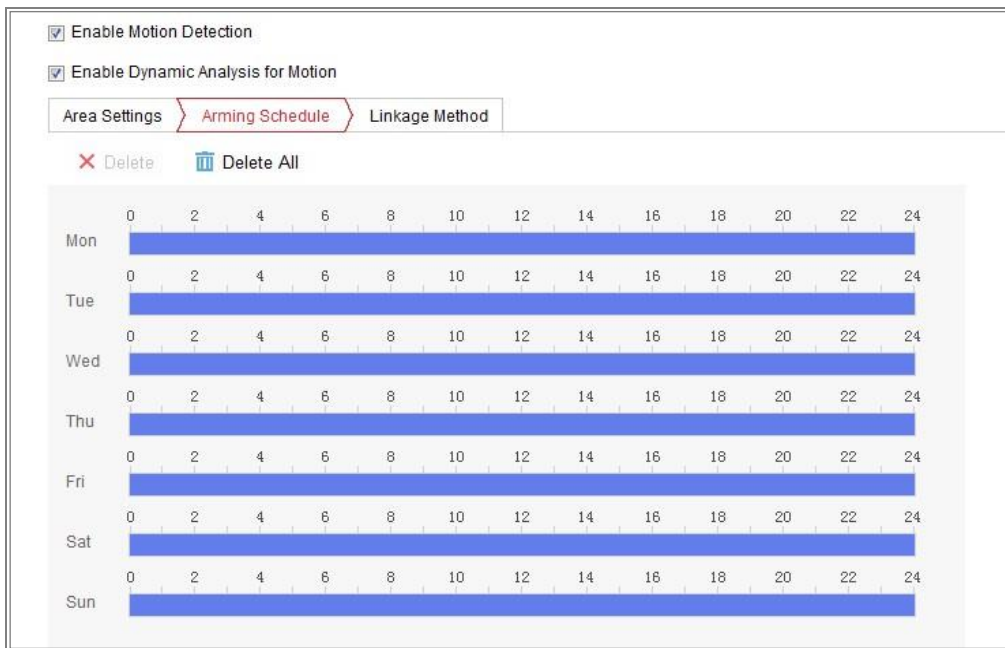 Enable Motion Detection
Enable Dynamic Analysis for Motion
Area Settings Arming Schedule Linkage Method
Delete Delete All
0 2 4 6 8 10 12 14 16 18 20 22 24
Mon
0 2 4 6 8 10 12 14 16 18 20 22 24
Tue
0 2 4 6 8 10 12 14 16 18 20 22 24
Wed
0 2 4 6 8 10 12 14 16 18 20 22 24
Thu
0 2 4 6 8 10 12 14 16 18 20 22 24
Fri
0 2 4 6 8 10 12 14 16 18 20 22 24
Sat
0 2 4 6 8 10 12 14 16 18 20 22 24
Sun